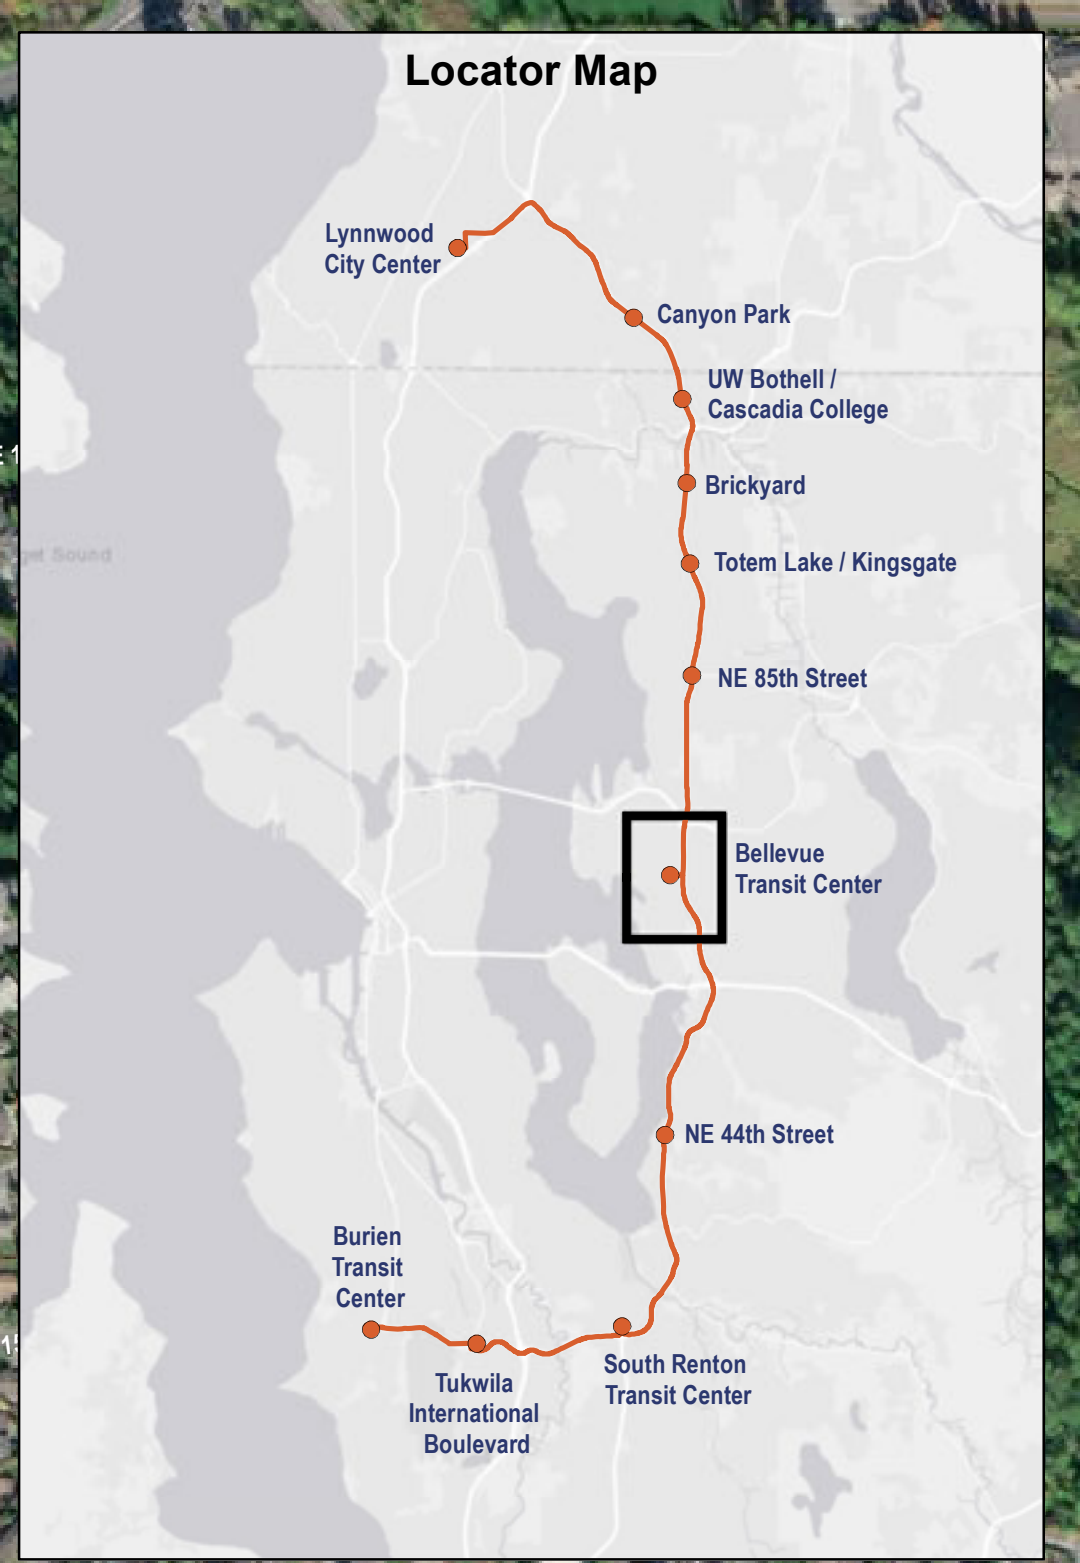 Locator Map
Lynnwood
City Center
Canyon Park
UW Bothell /
Cascadia College
Brickyard
Totem Lake / Kingsgate
Sound
NE 85th Street
Bellevue
Transit Center
NE 44th Street
Burien
Transit
Center
South Renton
Transit Center
Tukwila
International
Boulevard